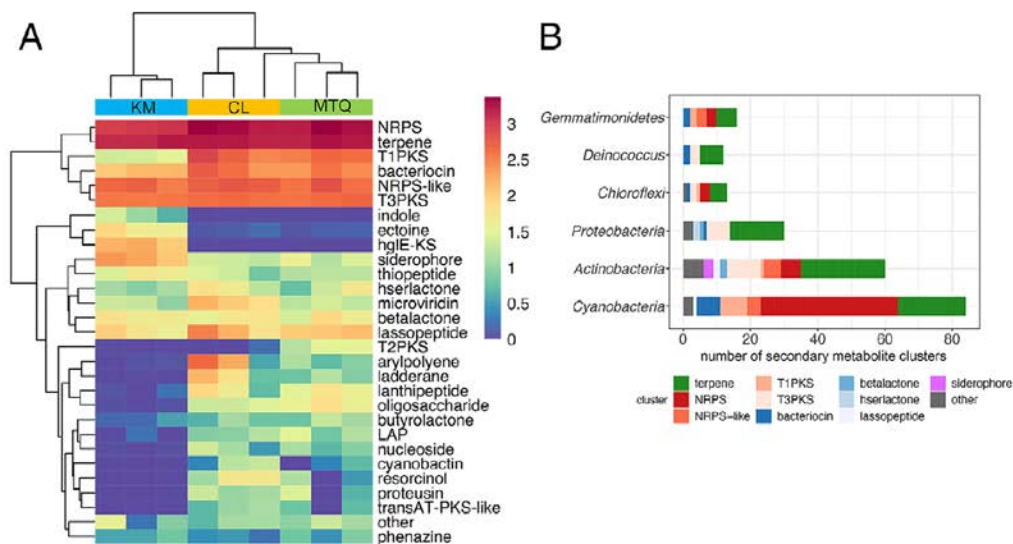 A
B
KM
CL
MTQ
NRPS
terpene
T1PKS
bacteriocin
NRPS-like
T3PKS
indole
ectoine
hglE-KS
siderophore
thiopeptide
hserlactone
microviridin
betalactone
lassopeptide
T2PKS
arylpolyene
ladderane
lanthipeptide
oligosaccharide
butyrolactone
LAP
nucleoside
cyanobactin
resorcinol
proteusin
transAT-PKS-like
other
phenazine
3
2.5
2
1.5
1
0.5
0
Gemmatimonidetes
Deinococcus
Chloroflexi
Proteobacteria
Actinobacteria
Cyanobacteria
0 20 40 60 80
number of secondary metabolite clusters
cluster
terpene T1PKS betalactone siderophore
NRPS T3PKS hserlactone other
NRPS-like bacteriocin lassopeptide